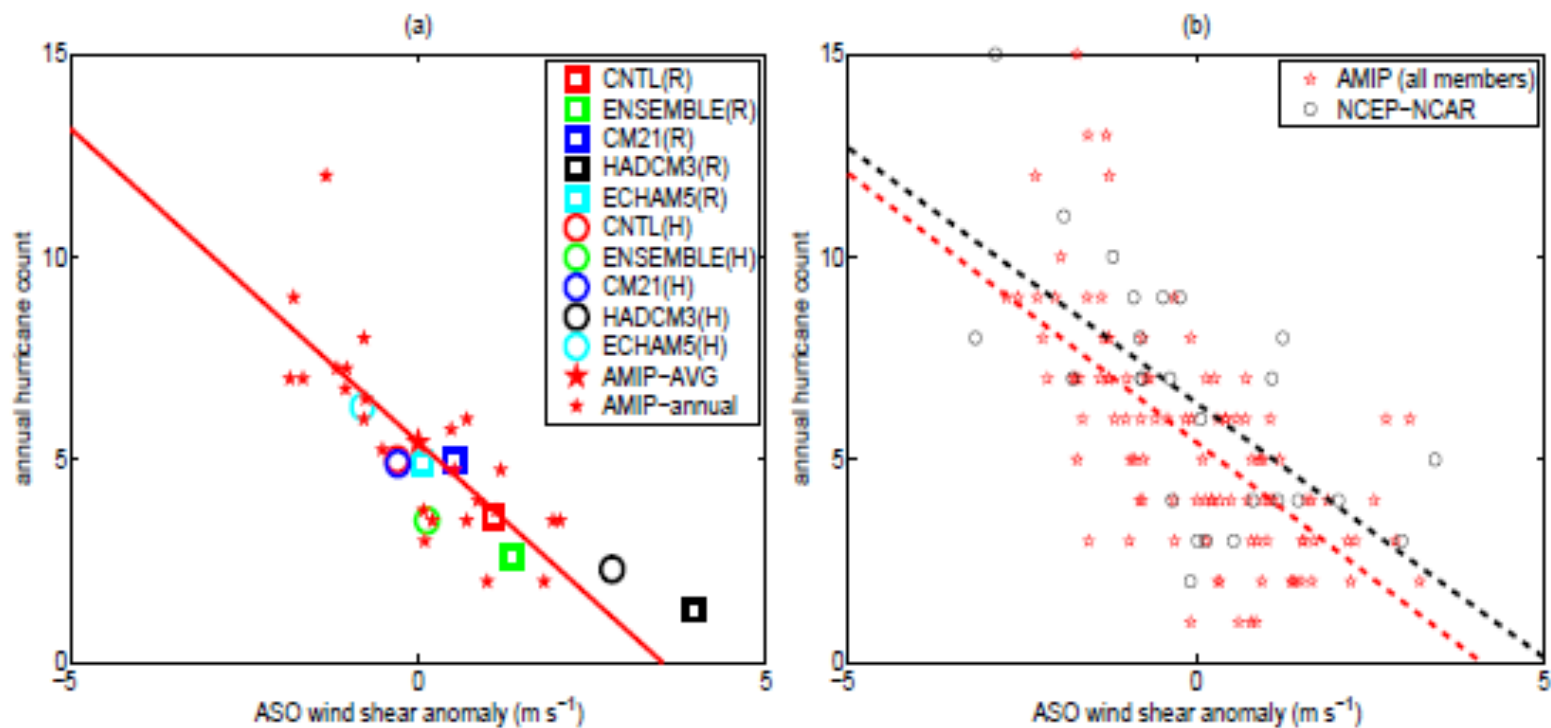 (a)
annual hurricane count
15
10
5
0
-5
0
5
ASO wind shear anomaly (m s⁻¹)
CNTL(R)
ENSEMBLE(R)
CM21(R)
HADCM3(R)
ECHAM5(R)
CNTL(H)
ENSEMBLE(H)
CM21(H)
HADCM3(H)
ECHAM5(H)
AMIP-AVG
AMIP-annual
(b)
annual hurricane count
15
10
5
0
-5
0
5
ASO wind shear anomaly (m s⁻¹)
AMIP (all members)
NCEP-NCAR